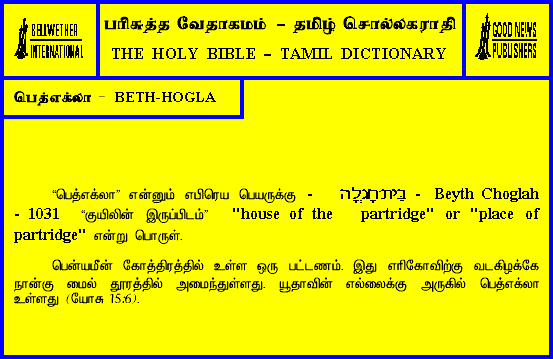 BELLWETHER
INTERNATIONAL
பரிசுத்த வேதாகமம் – தமிழ் சொல்லகராதி
THE HOLY BIBLE – TAMIL DICTIONARY
GOOD NEWS
PUBLISHERS
பெத்எக்லா – BETH-HOGLA
“பெத்எக்லா” என்னும் எபிரெய பெயருக்கு - בֵּית חָגְלָה - Beyth Choglah
- 1031 “குயிலின் இருப்பிடம்” "house of the partridge" or "place of
partridge" என்று பொருள்.
பென்யமீன் கோத்திரத்தில் உள்ள ஒரு பட்டணம். இது எரிகோவிற்கு வடகிழக்கே
நான்கு மைல் தூரத்தில் அமைந்துள்ளது. யூதாவின் எல்லைக்கு அருகில் பெத்எக்லா
உள்ளது (யோசு 15:6).